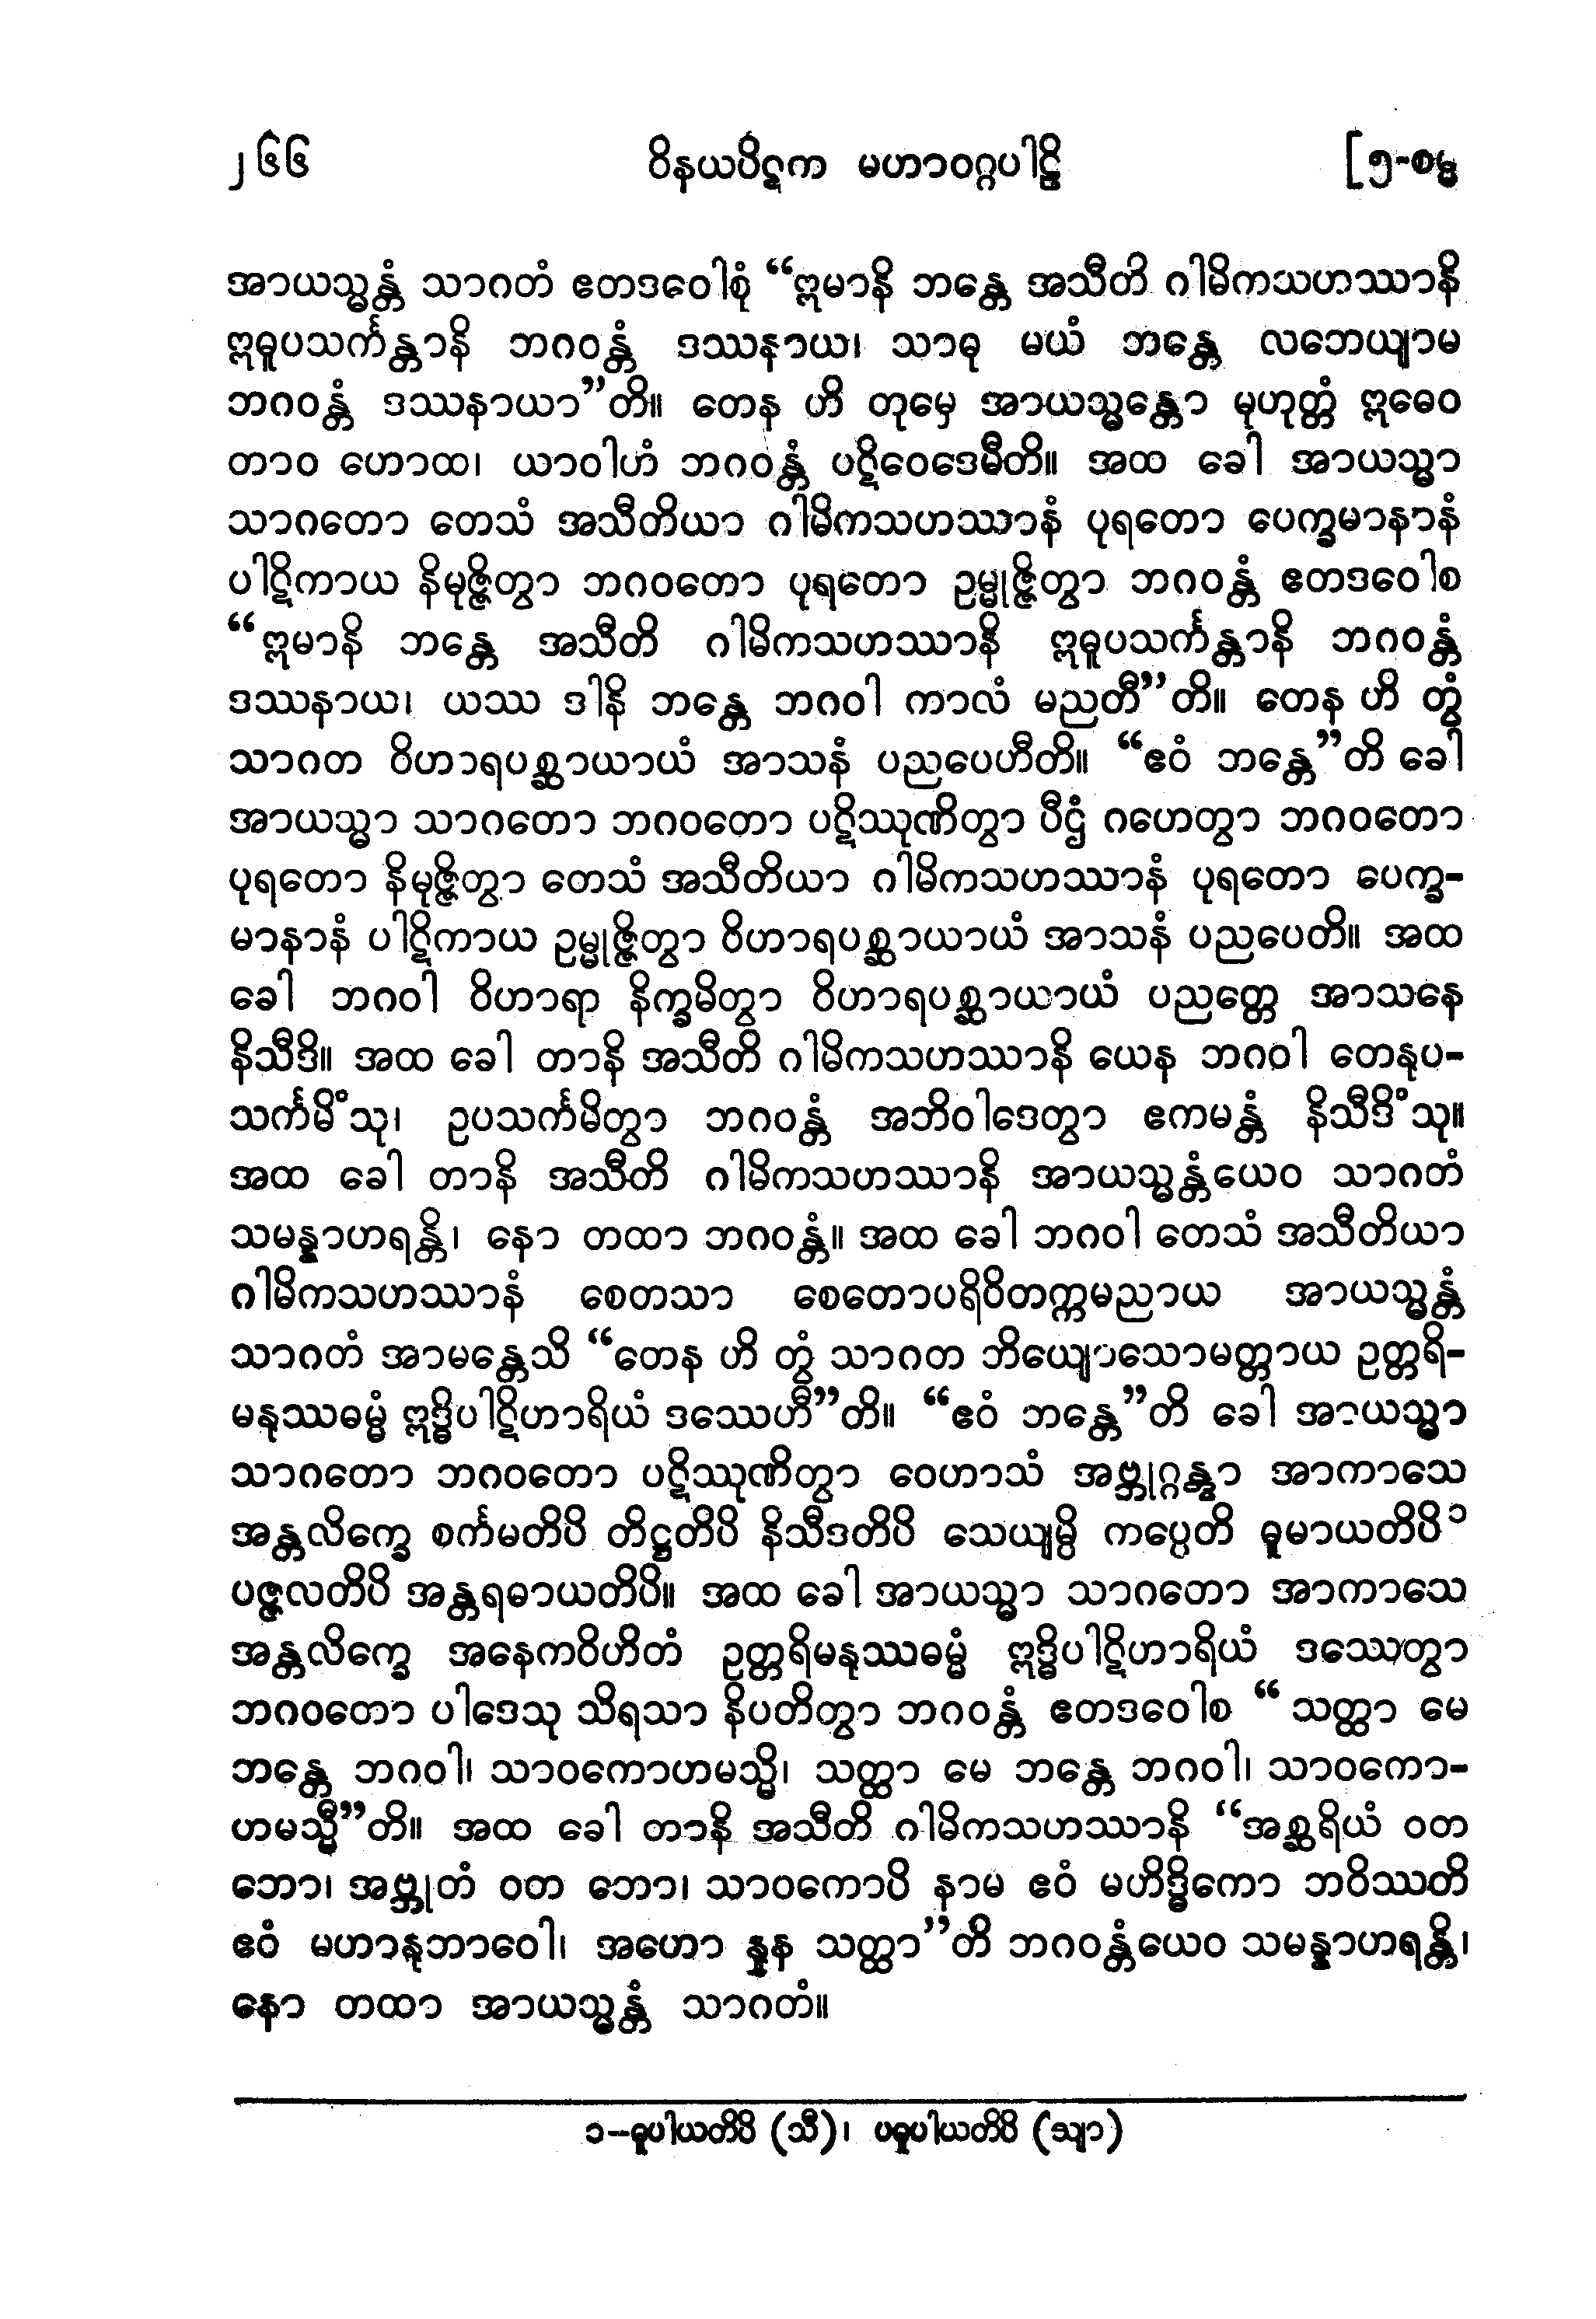 ၂၆၆ ဝိနယပိဋက မဟာဝဂ္ဂပါဠိ [၅-စမ္မ
အာယသ္မန္တံ သာဂတံ ဧတဒဝေါစုံ “ဣမာနိ ဘန္တေ အသီတိ ဂါမိကသဟဿာနိ
ဣဓူပသင်္ကန္တာနိ ဘဂဝန္တံ ဒဿနာယ၊ သာဓု မယံ ဘန္တေ လဘေယျာမ
ဘဂဝန္တံ ဒဿနာယာ”တိ။ တေန ဟိ တုမှေ အာယသ္မန္တော မုဟုတ္တံ ဣဓေဝ
တာဝ ဟောထ၊ ယာဝါဟံ ဘဂဝန္တံ ပဋိဝေဒေမီတိ။ အထ ခေါ အာယသ္မာ
သာဂတော တေသံ အသီတိယာ ဂါမိကသဟဿာနံ ပုရတော ပေက္ခမာနာနံ
ပါဋိကာယ နိမုဇ္ဇိတွာ ဘဂဝတော ပုရတော ဥမ္မုဇ္ဇိတွာ ဘဂဝန္တံ ဧတဒဝေါစ
“ဣမာနိ ဘန္တေ အသီတိ ဂါမိကသဟဿာနိ ဣဓူပသင်္ကန္တာနိ ဘဂဝန္တံ
ဒဿနာယ၊ ယဿ ဒါနိ ဘန္တေ ဘဂဝါ ကာလံ မညတီ”တိ။ တေန ဟိ တွံ
သာဂတ ဝိဟာရပစ္ဆာယာယံ အာသနံ ပညပေဟီတိ။ “ဧဝံ ဘန္တေ”တိ ခေါ
အာယသ္မာ သာဂတော ဘဂဝတော ပဋိဿုဏိတွာ ပီဌံ ဂဟေတွာ ဘဂဝတော
ပုရတော နိမုဇ္ဇိတွာ တေသံ အသီတိယာ ဂါမိကသဟဿာနံ ပုရတော ပေက္ခ-
မာနာနံ ပါဋိကာယ ဥမ္မုဇ္ဇိတွာ ဝိဟာရပစ္ဆာယာယံ အာသနံ ပညပေတိ။ အထ
ခေါ ဘဂဝါ ဝိဟာရာ နိက္ခမိတွာ ဝိဟာရပစ္ဆာယာယံ ပညတ္တေ အာသနေ
နိသီဒိ။ အထ ခေါ တာနိ အသီတိ ဂါမိကသဟဿာနိ ယေန ဘဂဝါ တေနုပ-
သင်္ကမိံသု၊ ဥပသင်္ကမိတွာ ဘဂဝန္တံ အဘိဝါဒေတွာ ဧကမန္တံ နိသီဒိံသု။
အထ ခေါ တာနိ အသီတိ ဂါမိကသဟဿာနိ အာယသ္မန္တံယေဝ သာဂတံ
သမန္နာဟရန္တိ၊ နော တထာ ဘဂဝန္တံ။ အထ ခေါ ဘဂဝါ တေသံ အသီတိယာ
ဂါမိကသဟဿာနံ စေတသာ စေတောပရိဝိတက္ကမညာယ အာယသ္မန္တံ
သာဂတံ အာမန္တေသိ “တေန ဟိ တွံ သာဂတ ဘိယျောသောမတ္တာယ ဥတ္တရိ-
မနုဿဓမ္မံ ဣဒ္ဓိပါဋိဟာရိယံ ဒဿေဟီ”တိ။ “ဧဝံ ဘန္တေ”တိ ခေါ အာယသ္မာ
သာဂတော ဘဂဝတော ပဋိဿုဏိတွာ ဝေဟာသံ အဗ္ဘုဂ္ဂန္တွာ အာကာသေ
အန္တလိက္ခေ စင်္ကမတိပိ တိဋ္ဌတိပိ နိသီဒတိပိ သေယျမ္ပိ ကပ္ပေတိ ဓူမာယတိပိ၁
ပဇ္ဇလတိပိ အန္တရဓာယတိပိ။ အထ ခေါ အာယသ္မာ သာဂတော အာကာသေ
အန္တလိက္ခေ အနေကဝိဟိတံ ဥတ္တရိမနုဿဓမ္မံ ဣဒ္ဓိပါဋိဟာရိယံ ဒဿေတွာ
ဘဂဝတော ပါဒေသု သိရသာ နိပတိတွာ ဘဂဝန္တံ ဧတဒဝေါစ “သတ္ထာ မေ
ဘန္တေ ဘဂဝါ၊ သာဝကောဟမသ္မိ၊ သတ္ထာ မေ ဘန္တေ ဘဂဝါ၊ သာဝကော-
ဟမသ္မီ”တိ။ အထ ခေါ တာနိ အသီတိ ဂါမိကသဟဿာနိ “အစ္ဆရိယံ ဝတ
ဘော၊ အဗ္ဘုတံ ဝတ ဘော၊ သာဝကောပိ နာမ ဧဝံ မဟိဒ္ဓိကော ဘဝိဿတိ
ဧဝံ မဟာနုဘာဝေါ၊ အဟော နူန သတ္ထာ”တိ ဘဂဝန္တံယေဝ သမန္နာဟရန္တိ၊
နော တထာ အာယသ္မန္တံ သာဂတံ။
၁-ဓူပါယတိပိ (သီ)၊ ပဓူပါယတိပိ (သျာ)